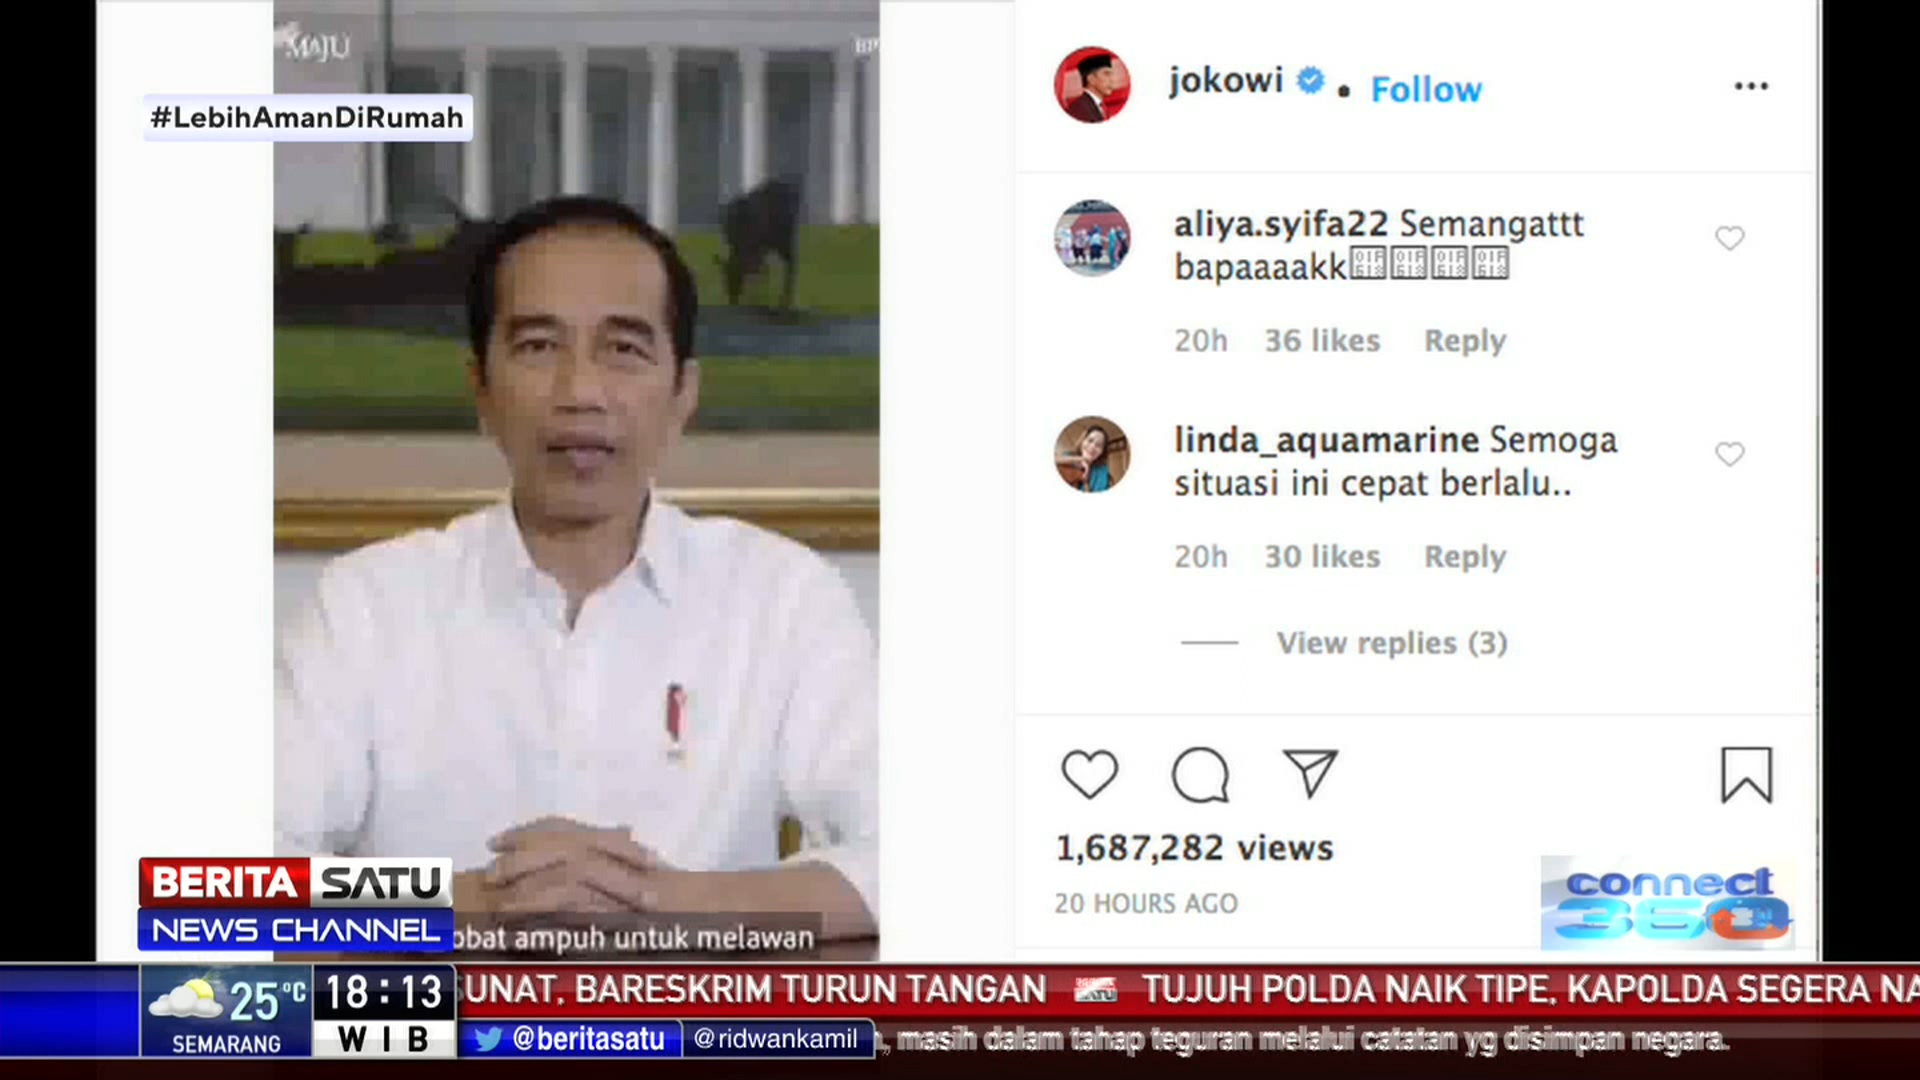 MAJU
#LebihAmanDiRumah
jokowi • Follow
aliya.syifa22 Semangattt
bapaaaakk
20h 36 likes Reply
linda_aquamarine Semoga
situasi ini cepat berlalu..
20h 30 likes Reply
View replies (3)
1,687,282 views
20 HOURS AGO
connect
360
BERITA SATU
NEWS CHANNEL
obat ampuh untuk melawan
25°C
SEMARANG
18:13
WIB
SUNAT, BARESKRIM TURUN TANGAN
TUJUH POLDA NAIK TIPE, KAPOLDA SEGERA NA
@beritasatu
@ridwankamil
, masih dalam tahap teguran melalui catatan yg disimpan negara.